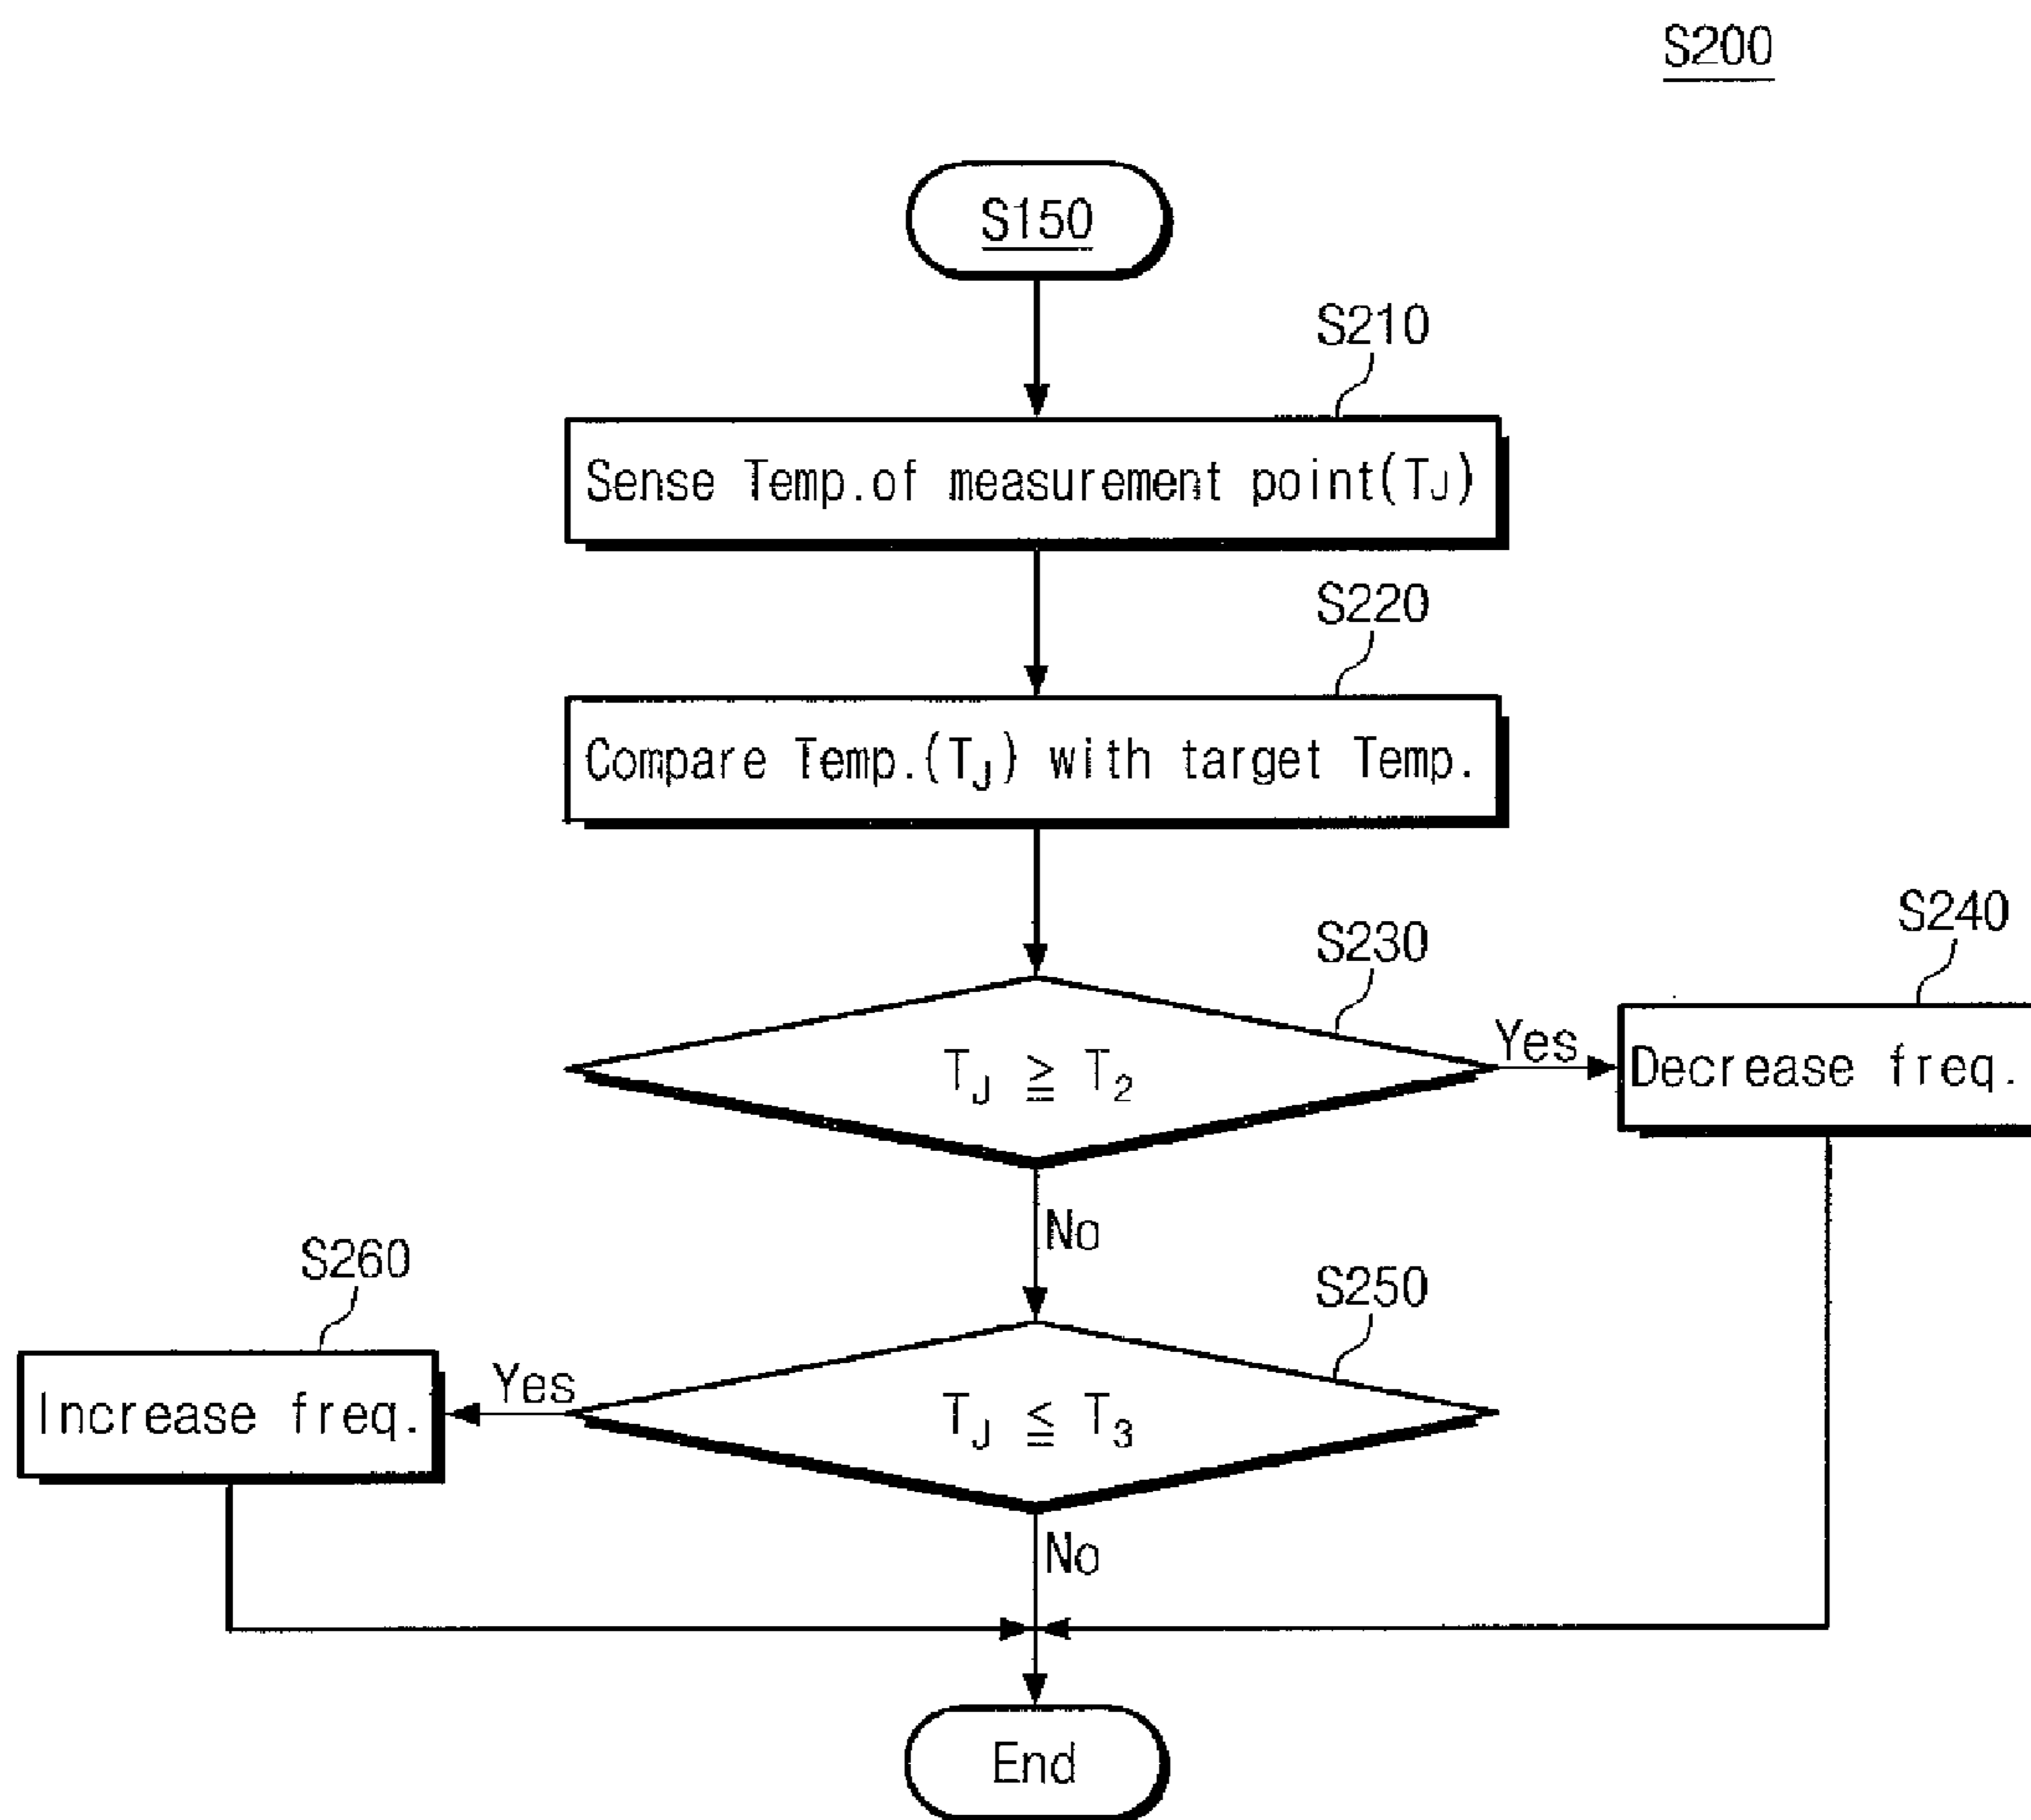 S200
S150
S210
Sense Temp.of measurement point(TJ)
S220
Compare Temp.(TJ) with target Temp.
S230
S240
TJ ≧ T2
Yes
Decrease freq.
No
S260
S250
Increase freq.
Yes
TJ ≦ T3
No
End